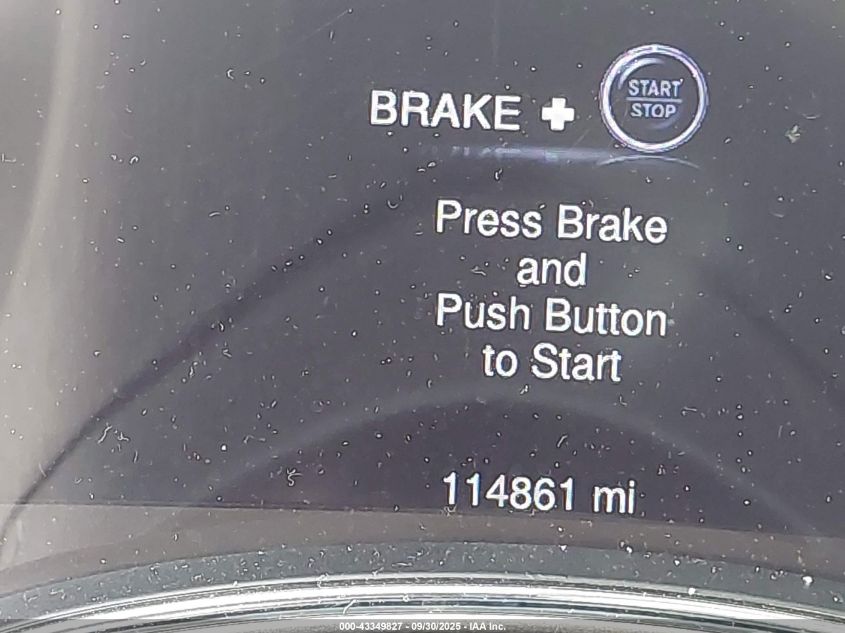 BRAKE + START
STOP
Press Brake
and
Push Button
to Start
114861 mi
000-43349827 - 09/30/2025 - IAA Inc.